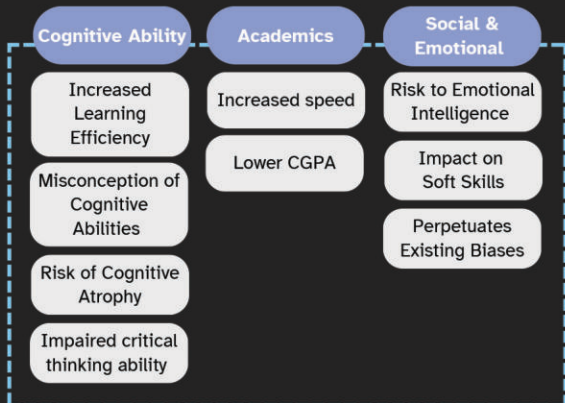 Cognitive Ability
Increased
Learning
Efficiency
Misconception of
Cognitive
Abilities
Risk of Cognitive
Atrophy
Impaired critical
thinking ability
Academics
Increased speed
Lower CGPA
Social &
Emotional
Risk to Emotional
Intelligence
Impact on
Soft Skills
Perpetuates
Existing Biases